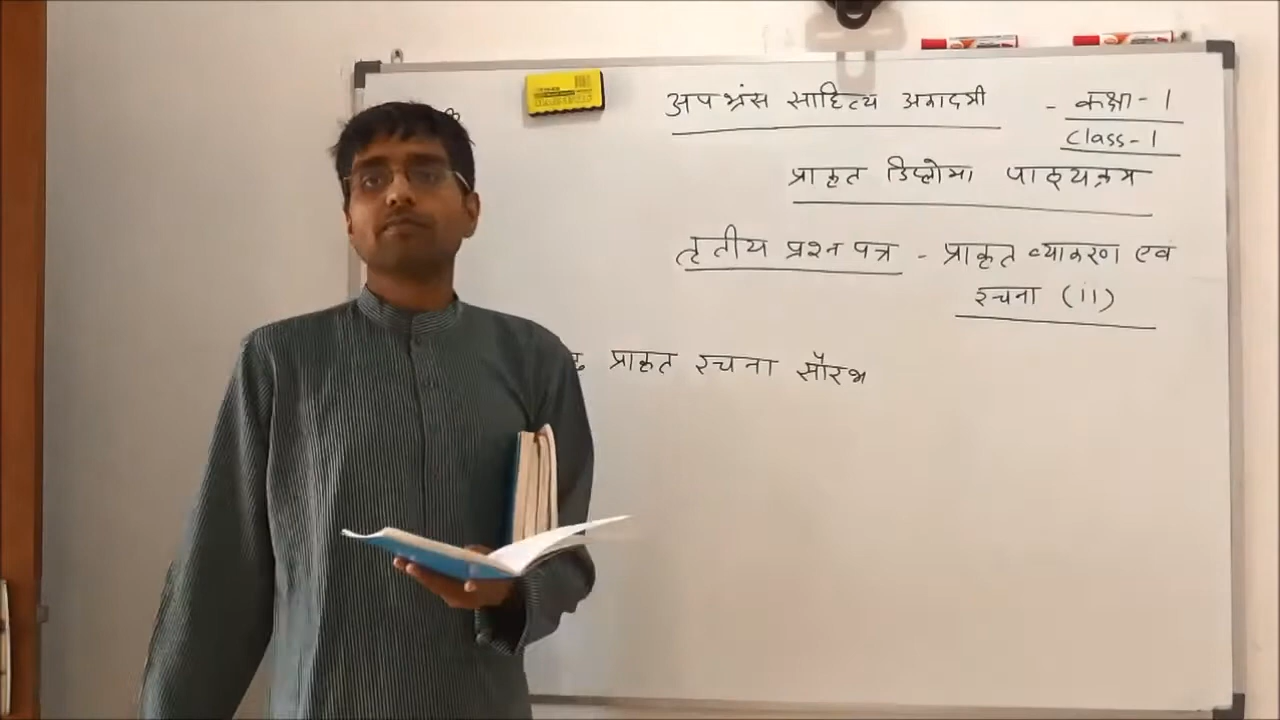 अपभ्रंस साहित्य अकादमी - कक्षा - 1
Class - 1
प्राकृत डिप्लोमा पाठ्यक्रम
तृतीय प्रश्न पत्र - प्राकृत व्याकरण एवं
रचना (II)
प्राकृत रचना सौरभ